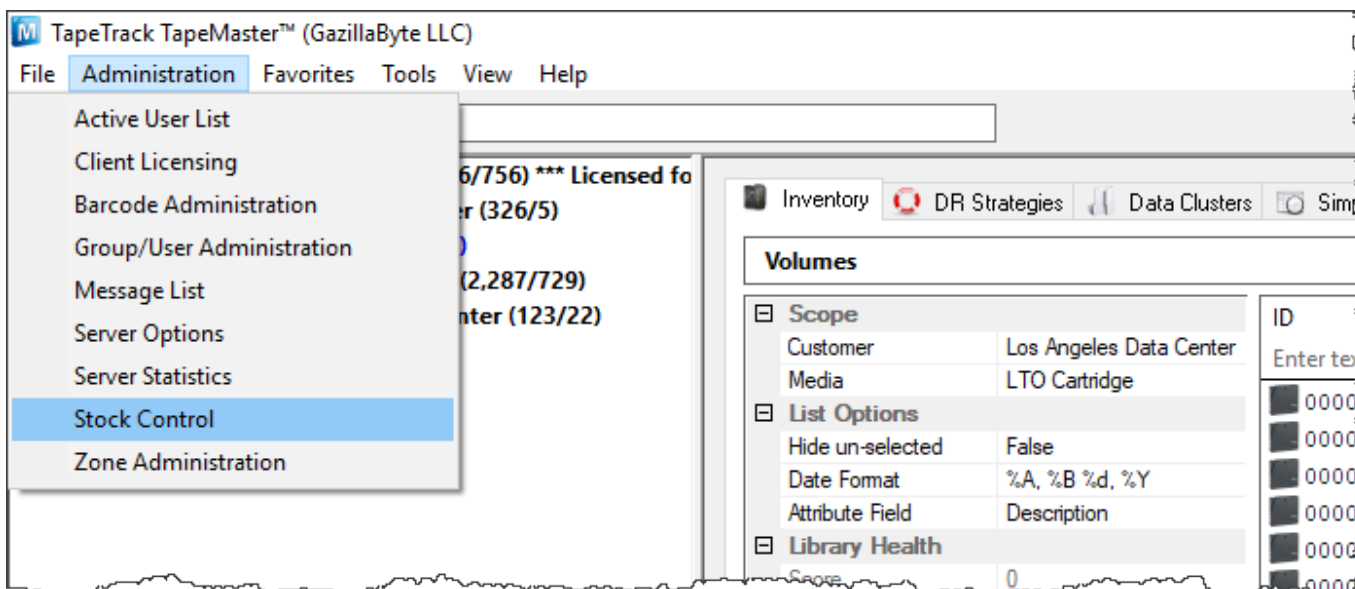 TapeTrack TapeMaster™ (GazillaByte LLC)
File Administration Favorites Tools View Help
Active User List
Client Licensing
Barcode Administration
Group/User Administration
Message List
Server Options
Server Statistics
Stock Control
Zone Administration
6/756) *** Licensed fo
(326/5)
(2,287/729)
(123/22)
Inventory DR Strategies Data Clusters
Volumes
Scope
Customer Los Angeles Data Center
Media LTO Cartridge
List Options
Hide un-selected False
Date Format %A, %B %d, %Y
Attribute Field Description
Library Health
Score 0
ID
Enter